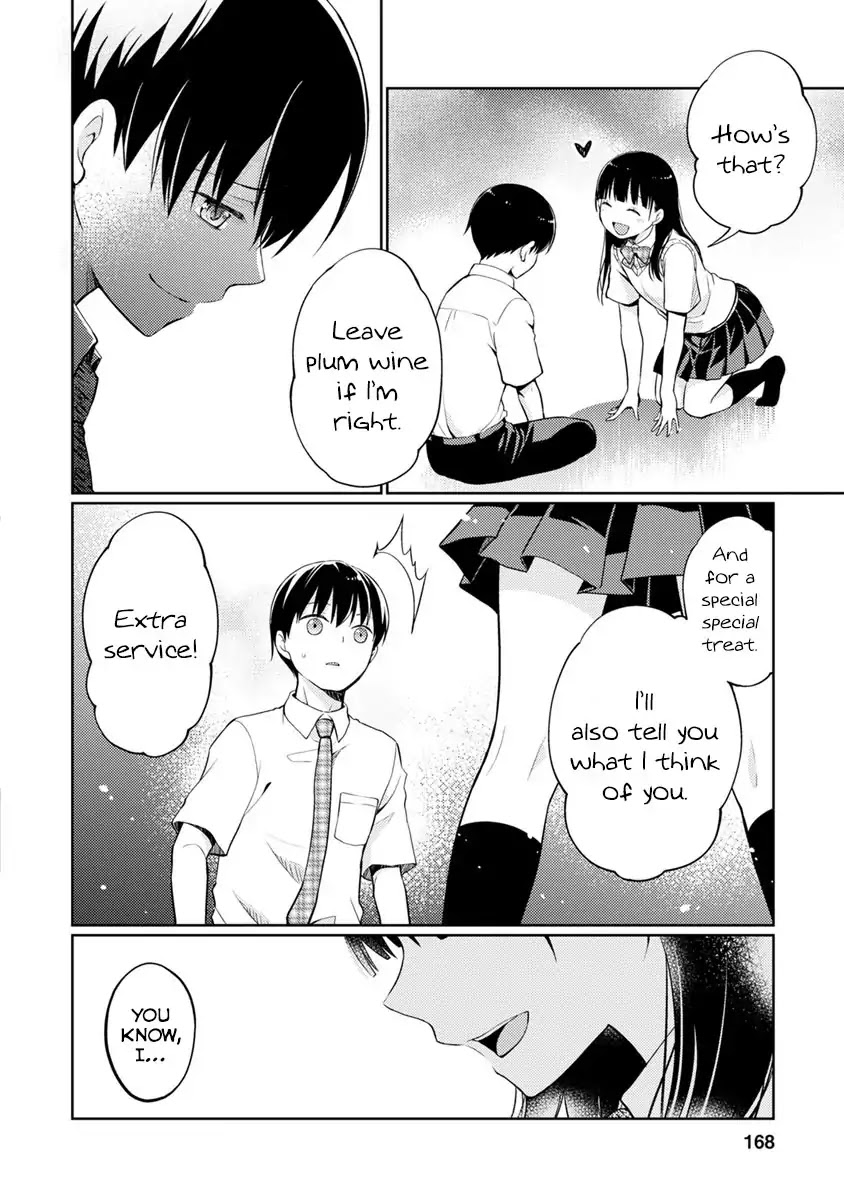 How's
that?
Leave
plum wine
if I'm
right.
And
for a
special
special
treat.
I'll
also tell you
what I think
of you.
Extra
service!
YOU
KNOW,
I...
168